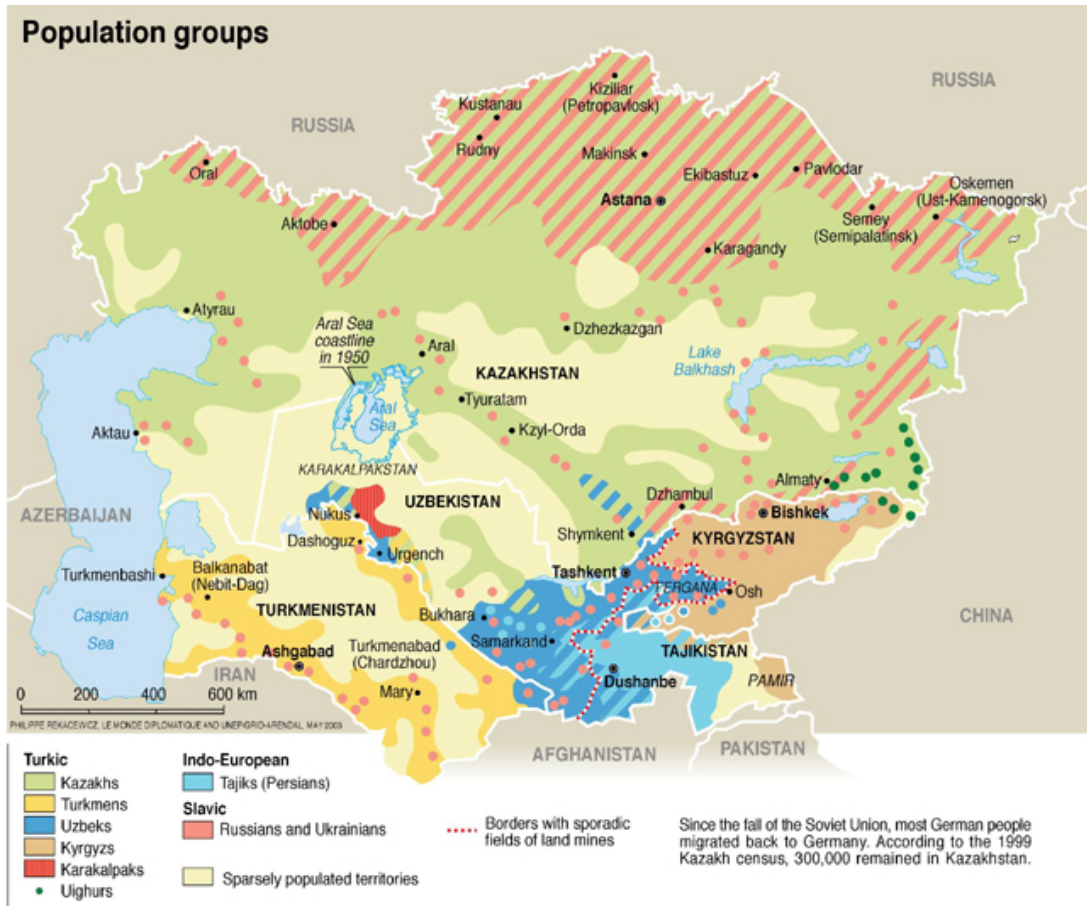 Population groups
RUSSIA
RUSSIA
Kiziliar
(Petropavlosk)
Kustanau
Rudny
Makinsk
Ekibastuz
Pavlodar
Oral
Astana
Oskemen
(Ust-Kamenogorsk)
Aktobe
Semey
(Semipalatinsk)
Karagandy
Atyrau
Aral Sea
coastline
in 1950
Dzhezkazgan
Aral
Lake
Balkhash
KAZAKHSTAN
Tyuratam
Aral
Sea
Aktau
Kzyl-Orda
KARAKALPAKSTAN
Almaty
Dzhambul
UZBEKISTAN
AZERBAIJAN
Nukus
Bishkek
Shymkent
KYRGYZSTAN
Dashoguz
Urgench
Turkmenbashi
Balkanabat
(Nebit-Dag)
Tashkent
FERGANA
Osh
TURKMENISTAN
Bukhara
CHINA
Caspian
Sea
Turkmenabad
(Chardzhou)
Samarkand
TAJIKISTAN
Ashgabad
IRAN
Dushanbe
PAMIR
Mary
0 200 400 600 km
PHILIPPE REKACEWICZ, LE MONDE DIPLOMATIQUE AND UNEP/GRID-ARENDAL, MAY 2003
AFGHANISTAN
PAKISTAN
Turkic
Kazakhs
Turkmens
Uzbeks
Kyrgyzs
Karakalpaks
Uighurs
Indo-European
Tajiks (Persians)
Slavic
Russians and Ukrainians
Sparsely populated territories
Borders with sporadic
fields of land mines
Since the fall of the Soviet Union, most German people
migrated back to Germany. According to the 1999
Kazakh census, 300,000 remained in Kazakhstan.